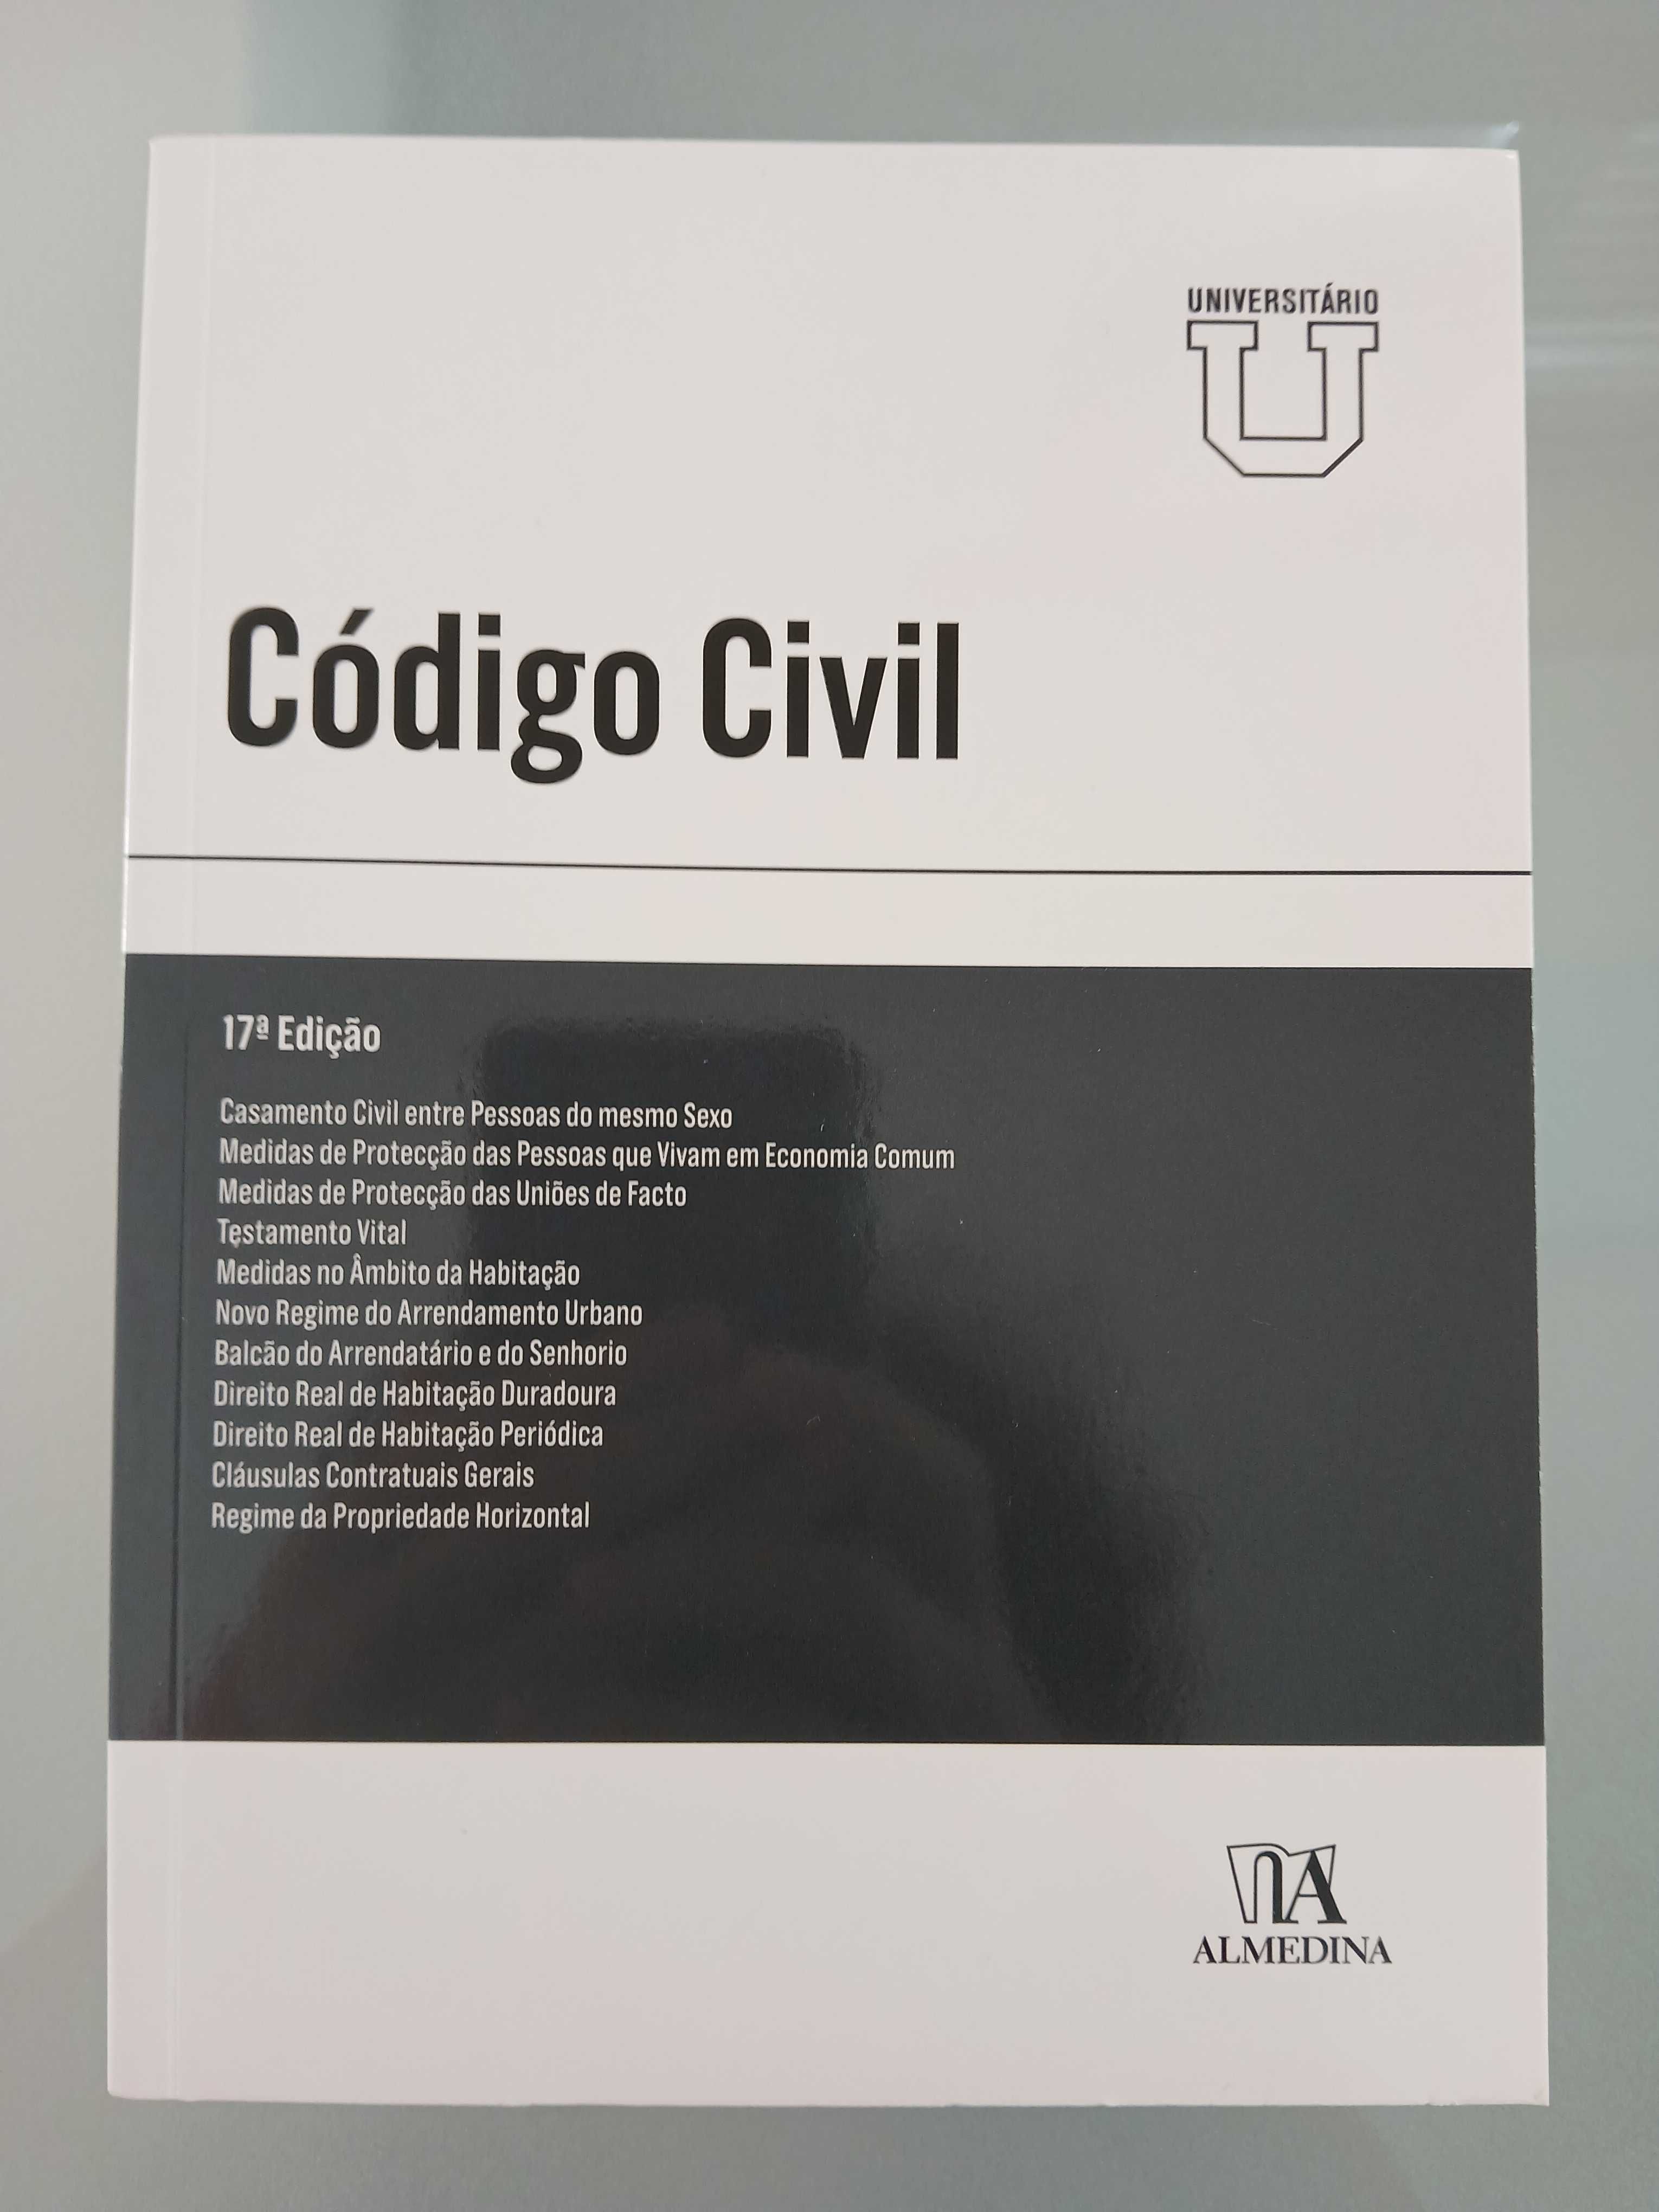 UNIVERSITÁRIO
U
Código Civil
17ª Edição
Casamento Civil entre Pessoas do mesmo Sexo
Medidas de Protecção das Pessoas que Vivam em Economia Comum
Medidas de Protecção das Uniões de Facto
Testamento Vital
Medidas no Âmbito da Habitação
Novo Regime do Arrendamento Urbano
Balcão do Arrendatário e do Senhorio
Direito Real de Habitação Duradoura
Direito Real de Habitação Periódica
Cláusulas Contratuais Gerais
Regime da Propriedade Horizontal
ALMEDINA